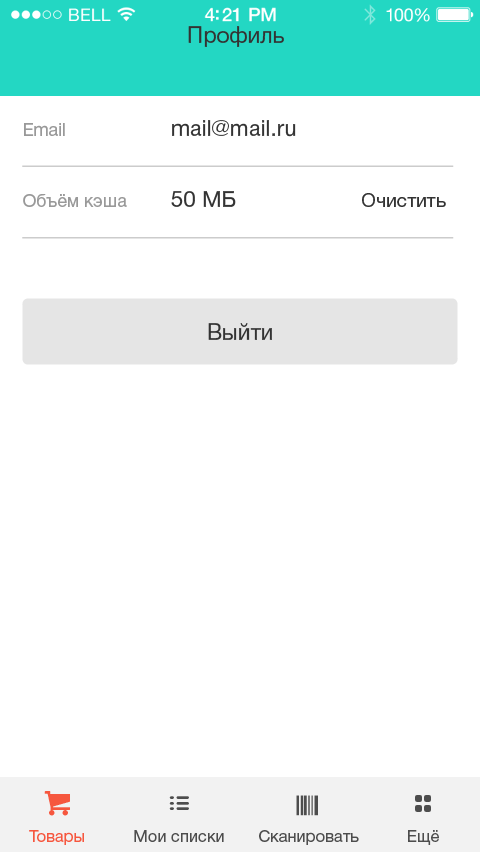 BELL 4:21 PM 100%
Профиль
Email mail@mail.ru
Объём кэша 50 МБ Очистить
Выйти
Товары Мои списки Сканировать Ещё